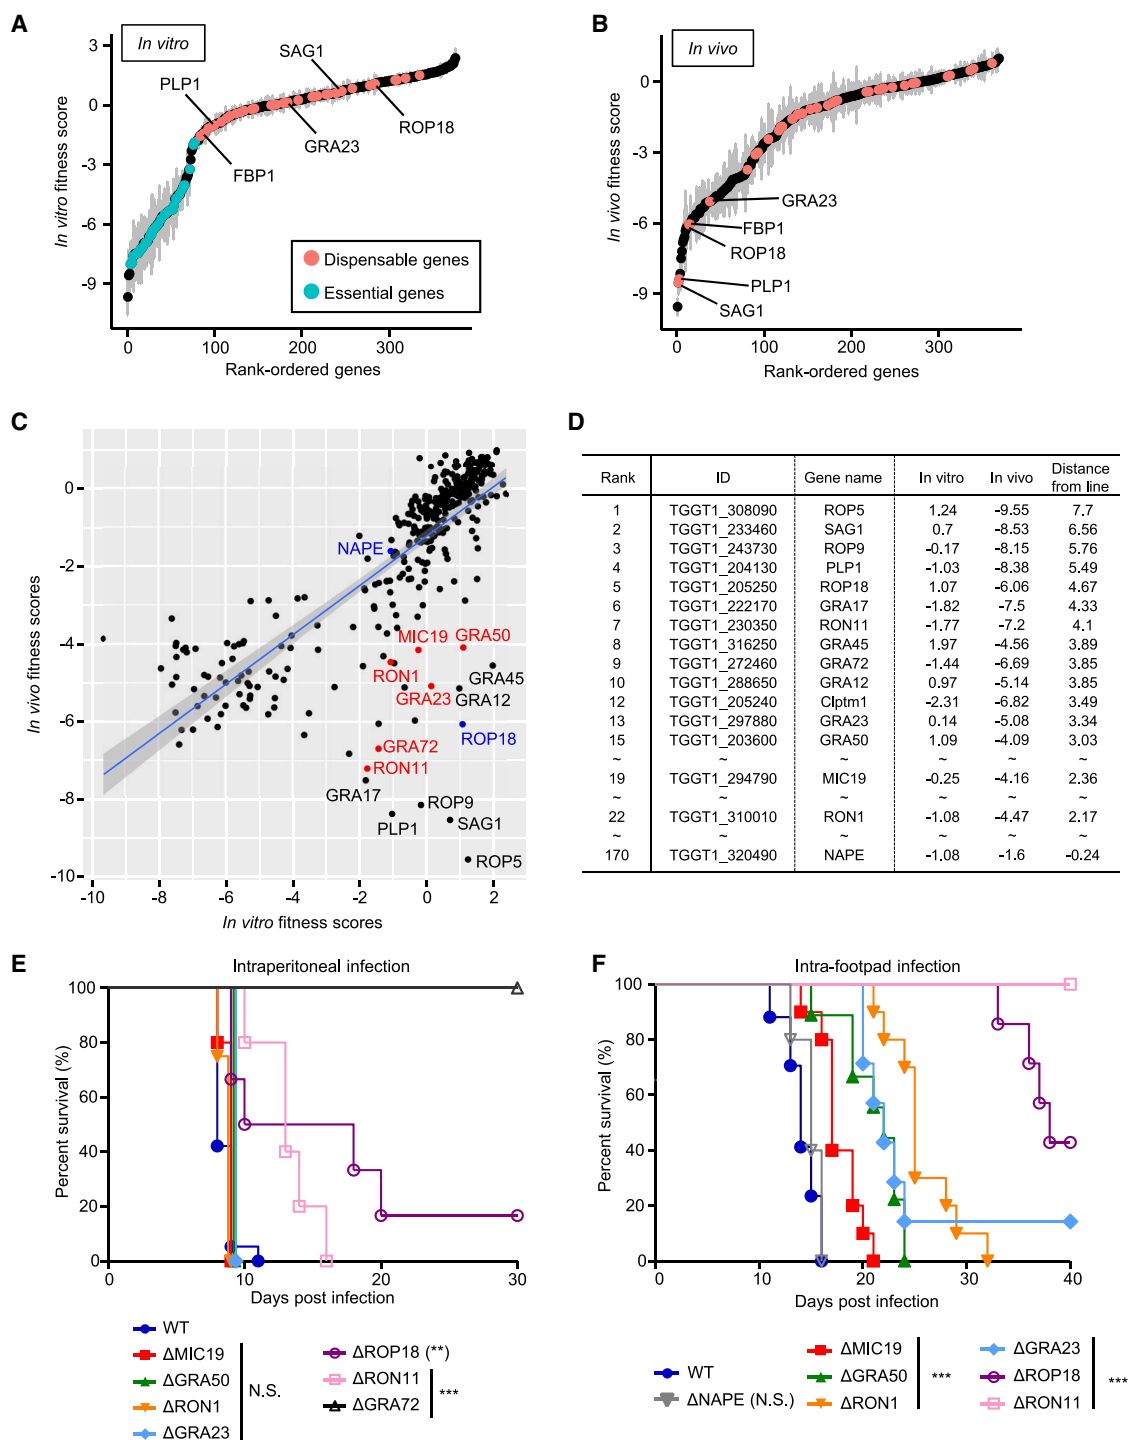 A
In vitro
3
0
-3
-6
-9
In vitro fitness score
PLP1
SAG1
FBP1
GRA23
ROP18
Dispensable genes
Essential genes
0 100 200 300
Rank-ordered genes
B
In vivo
0
-3
-6
-9
In vivo fitness score
GRA23
FBP1
ROP18
PLP1
SAG1
0 100 200 300
Rank-ordered genes
C
0
-2
-4
-6
-8
-10
In vivo fitness scores
NAPE
MIC19 GRA50
RON1 GRA45
GRA23 GRA12
ROP18
GRA72
RON11
GRA17
ROP9
PLP1 SAG1
ROP5
-10 -8 -6 -4 -2 0 2
In vitro fitness scores
D
Rank ID Gene name In vitro In vivo Distance from line
1 TGGT1_308090 ROP5 1.24 -9.55 7.7
2 TGGT1_233460 SAG1 0.7 -8.53 6.56
3 TGGT1_243730 ROP9 -0.17 -8.15 5.76
4 TGGT1_204130 PLP1 -1.03 -8.38 5.49
5 TGGT1_205250 ROP18 1.07 -6.06 4.67
6 TGGT1_222170 GRA17 -1.82 -7.5 4.33
7 TGGT1_230350 RON11 -1.77 -7.2 4.1
8 TGGT1_316250 GRA45 1.97 -4.56 3.89
9 TGGT1_272460 GRA72 -1.44 -6.69 3.85
10 TGGT1_288650 GRA12 0.97 -5.14 3.85
12 TGGT1_205240 Clptm1 -2.31 -6.82 3.49
13 TGGT1_297880 GRA23 0.14 -5.08 3.34
15 TGGT1_203600 GRA50 1.09 -4.09 3.03
~ ~ ~ ~ ~ ~
19 TGGT1_294790 MIC19 -0.25 -4.16 2.36
~ ~ ~ ~ ~ ~
22 TGGT1_310010 RON1 -1.08 -4.47 2.17
~ ~ ~ ~ ~ ~
170 TGGT1_320490 NAPE -1.08 -1.6 -0.24
E
Intraperitoneal infection
100
80
60
40
20
0
Percent survival (%)
0 10 20 30
Days post infection
WT
ΔMIC19
ΔGRA50
ΔRON1
ΔGRA23
N.S.
ΔROP18 (**)
ΔRON11
ΔGRA72
***
F
Intra-footpad infection
100
80
60
40
20
0
Percent survival (%)
0 10 20 30 40
Days post infection
WT
ΔNAPE (N.S.)
ΔMIC19
ΔGRA50
ΔRON1
***
ΔGRA23
ΔROP18
ΔRON11
***